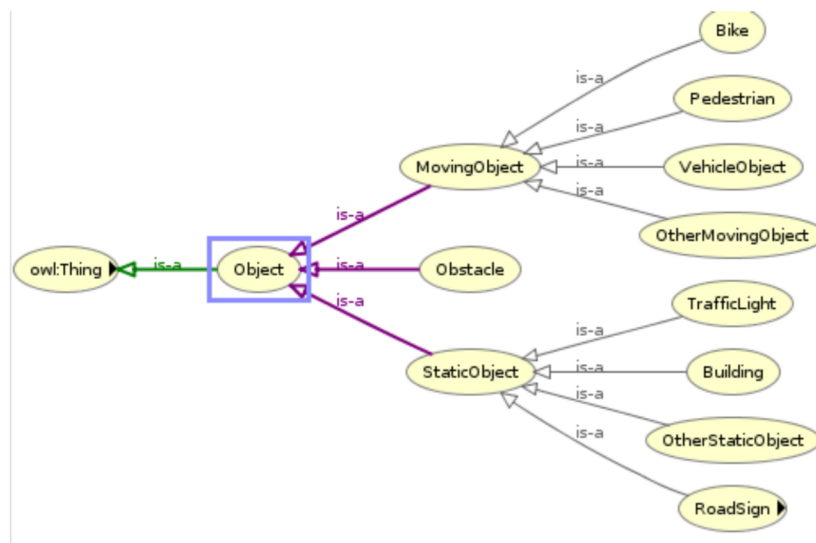 Bike
is-a
Pedestrian
is-a
MovingObject
is-a
VehicleObject
is-a
is-a
OtherMovingObject
owl:Thing
is-a
Object
is-a
Obstacle
is-a
TrafficLight
is-a
StaticObject
is-a
Building
is-a
OtherStaticObject
is-a
RoadSign